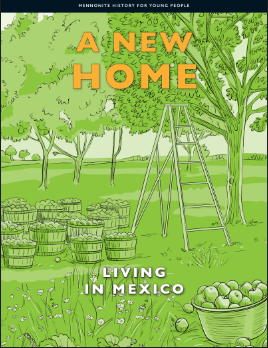 MENNONITE HISTORY FOR YOUNG PEOPLE
A NEW
HOME
LIVING
IN MEXICO